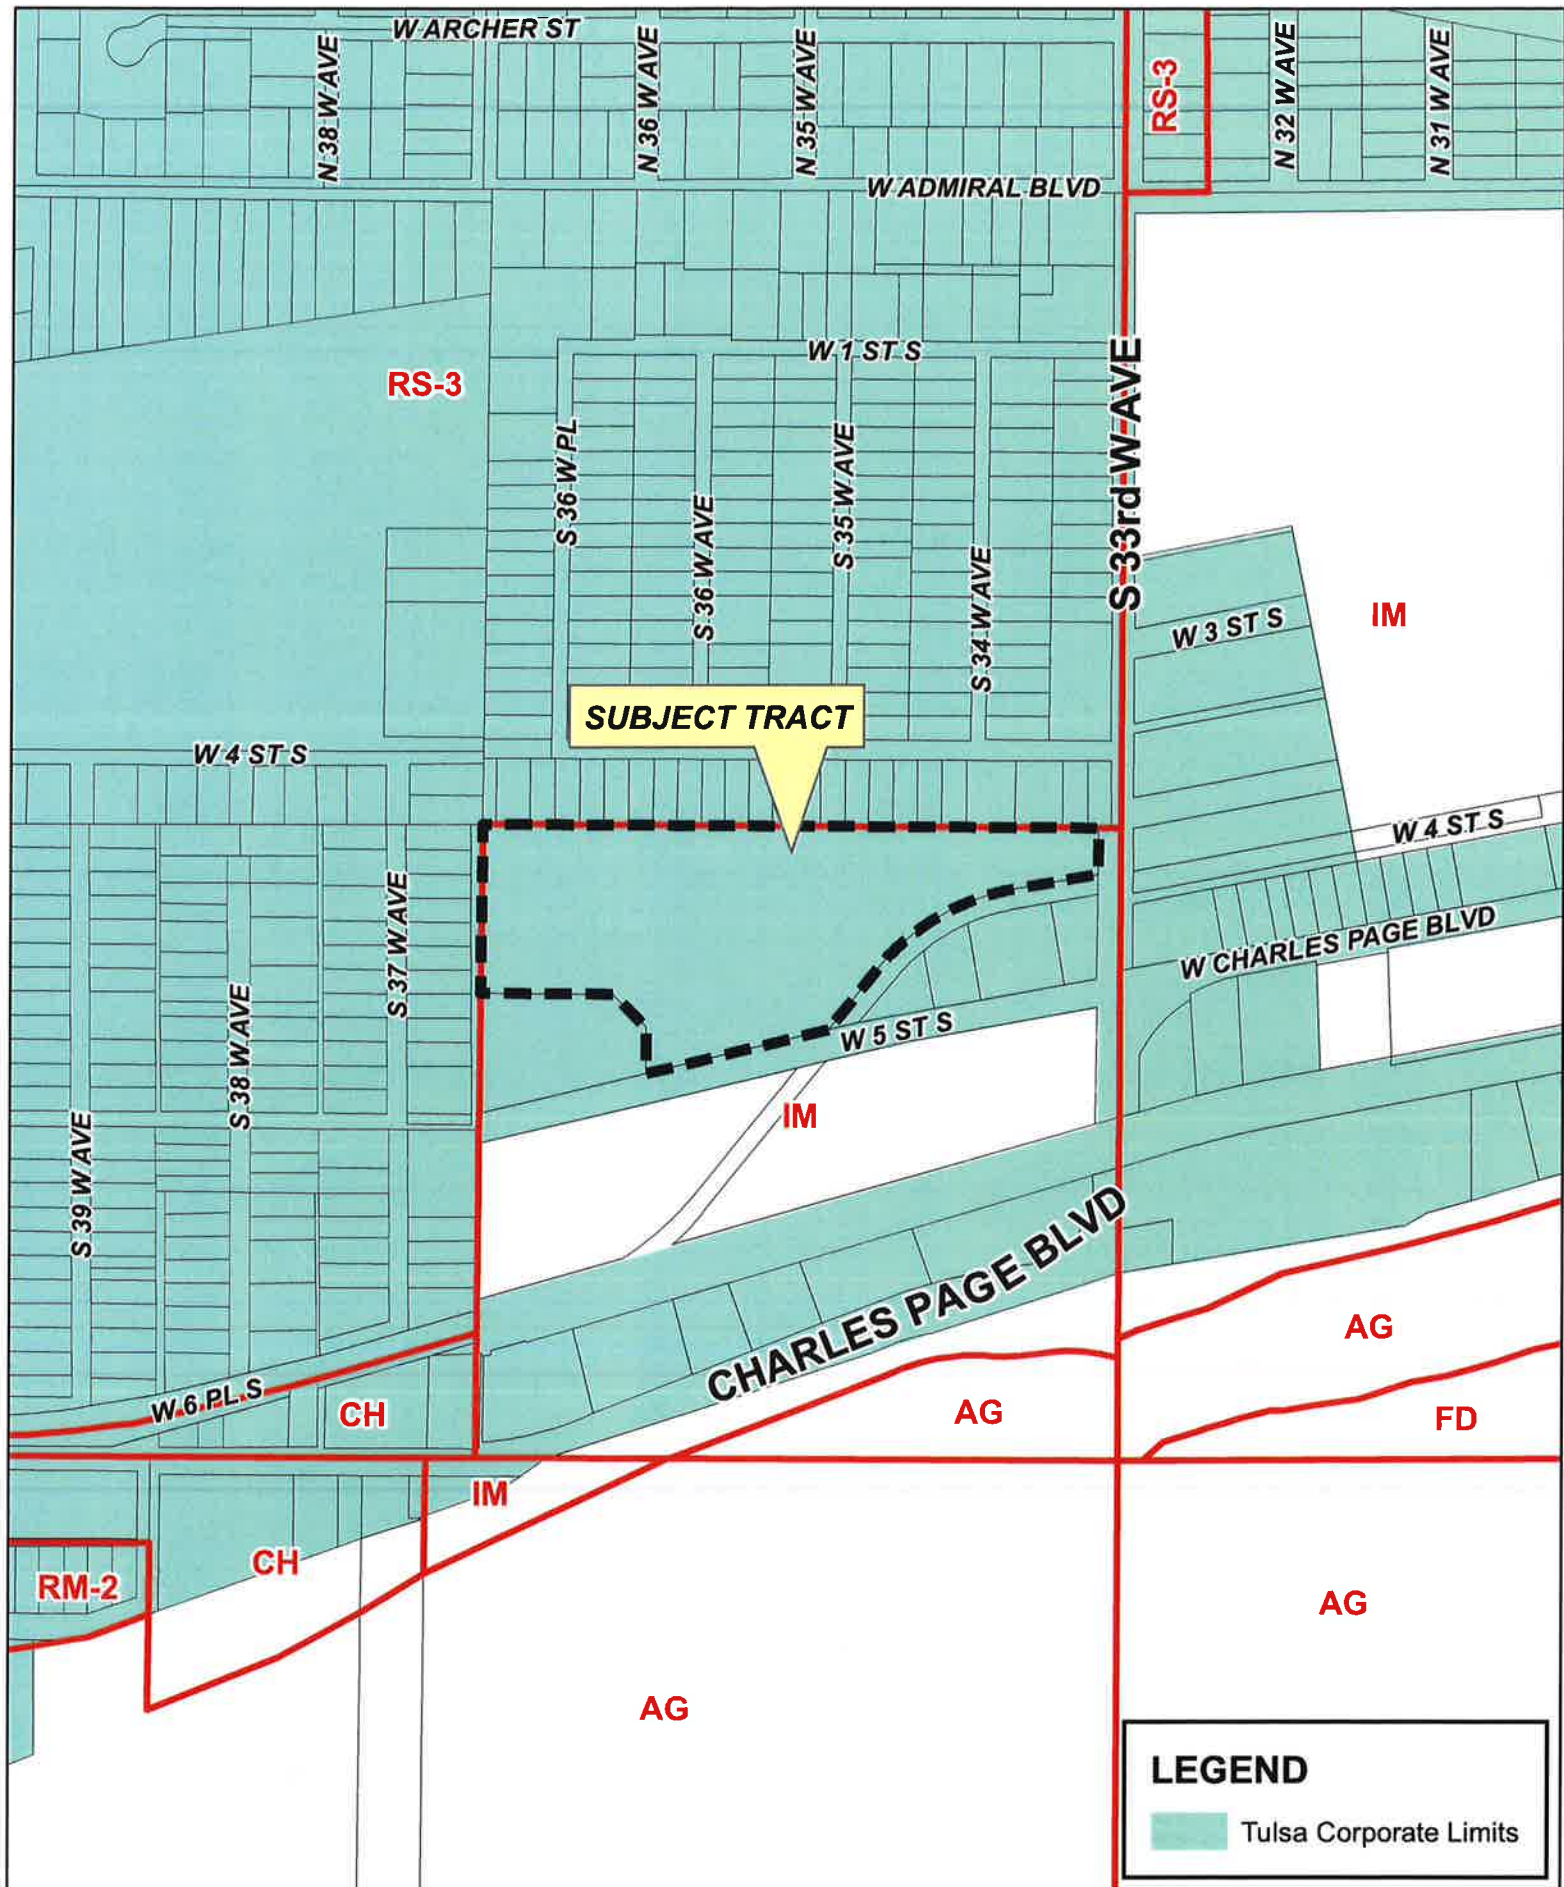 W ARCHER ST
N 38 W AVE
N 36 W AVE
N 35 W AVE
RS-3
N 32 W AVE
N 31 W AVE
W ADMIRAL BLVD
W 1 ST S
RS-3
S 36 W PL
S 36 W AVE
S 35 W AVE
S 34 W AVE
S 33rd W AVE
W 3 ST S
IM
SUBJECT TRACT
W 4 ST S
W 4 ST S
S 37 W AVE
S 38 W AVE
S 39 W AVE
W CHARLES PAGE BLVD
W 5 ST S
IM
CHARLES PAGE BLVD
AG
W 6 PL S
CH
AG
FD
IM
CH
RM-2
AG
AG
LEGEND
Tulsa Corporate Limits